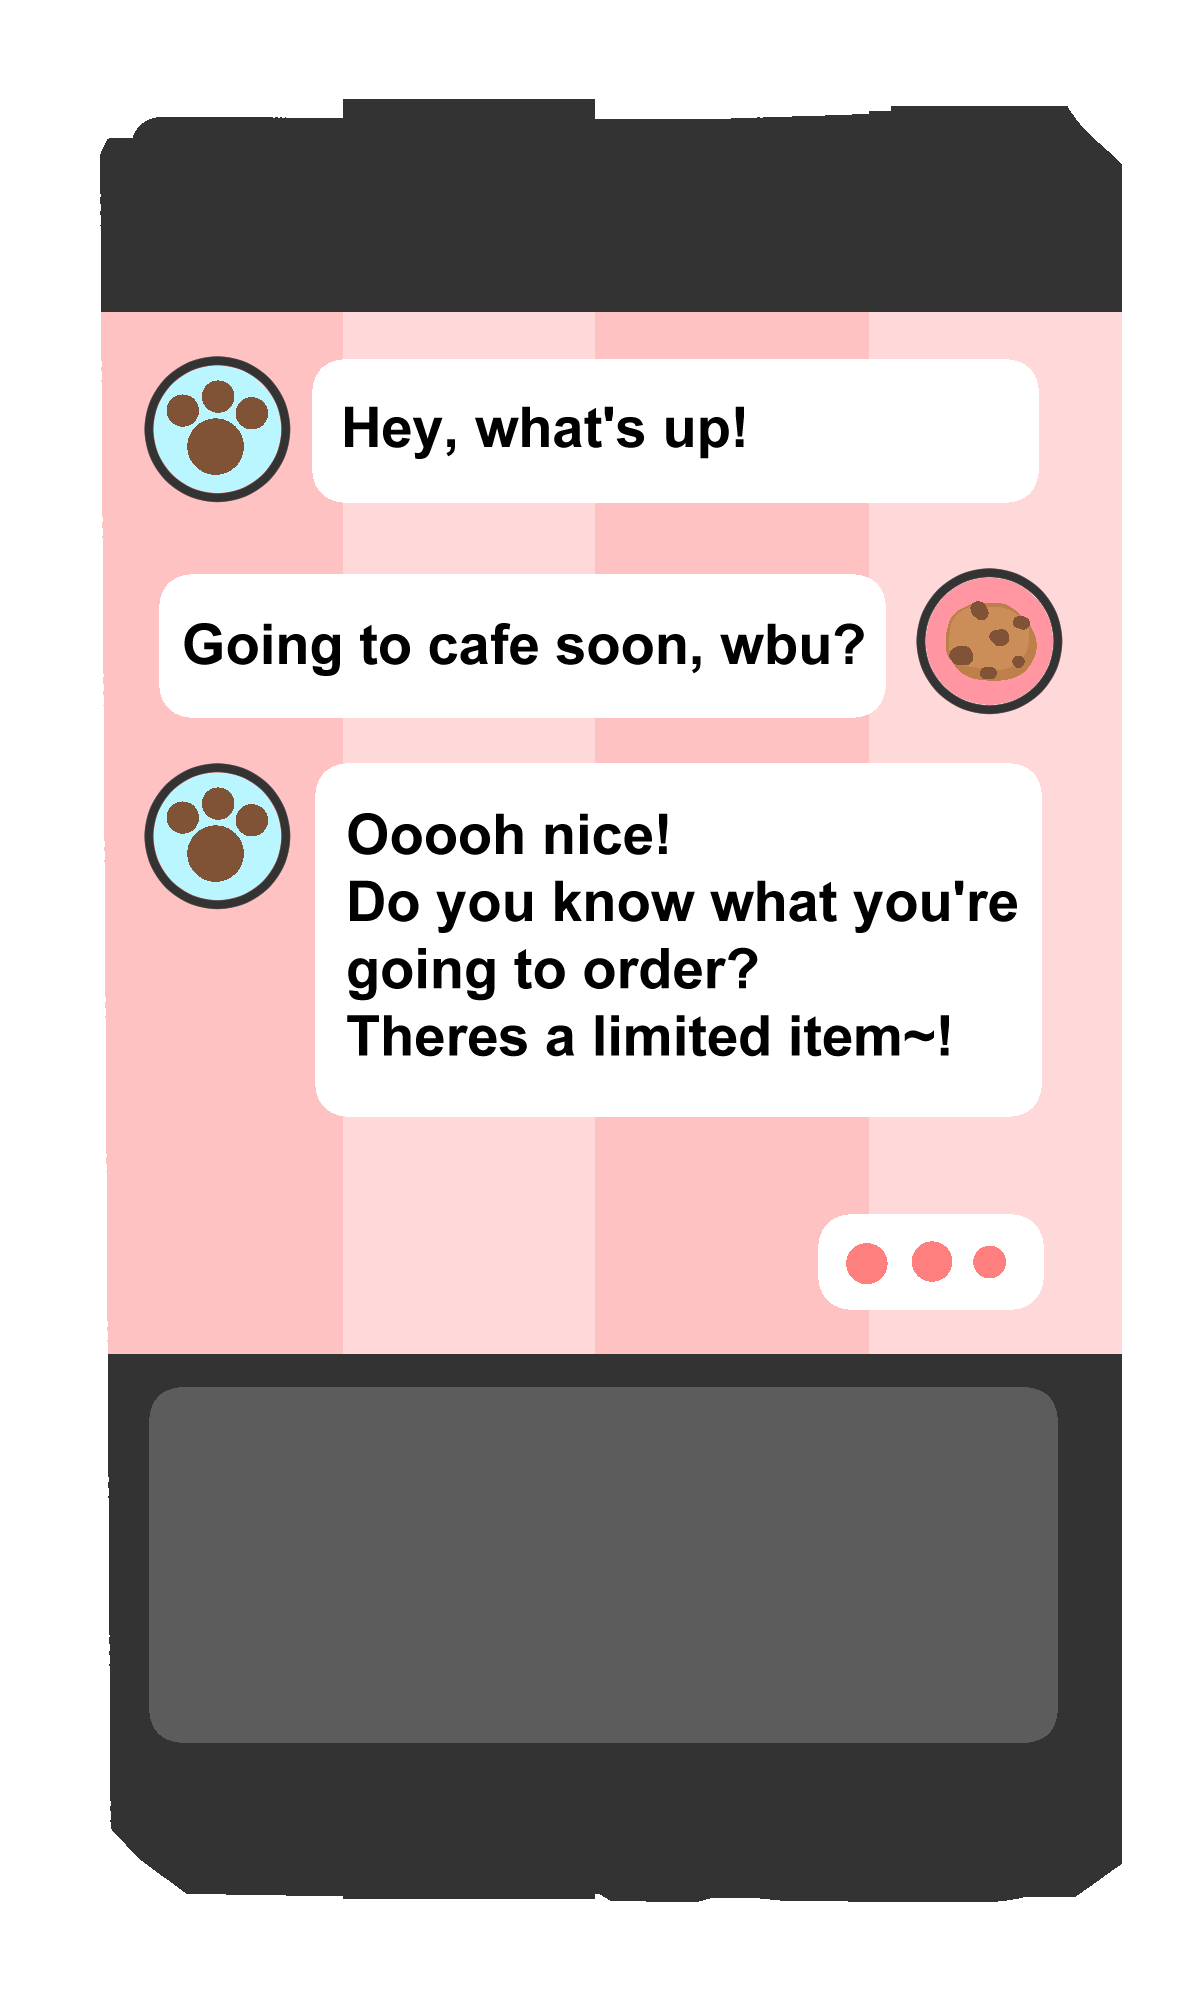 Hey, what's up!
Going to cafe soon, wbu?
Ooooh nice!
Do you know what you're
going to order?
Theres a limited item~!